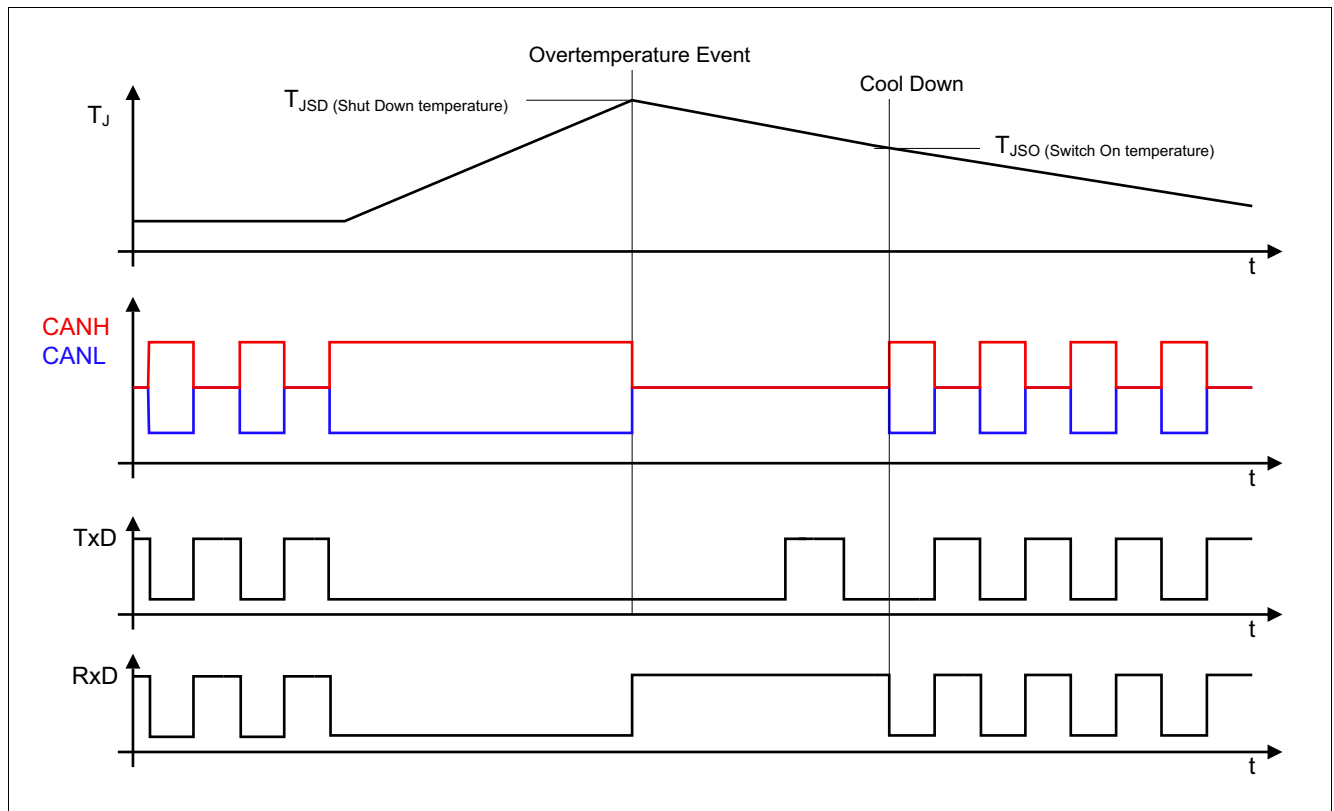 Overtemperature Event
Cool Down
TJSD (Shut Down temperature)
TJ
TJSO (Switch On temperature)
t
CANH
CANL
t
TxD
t
RxD
t